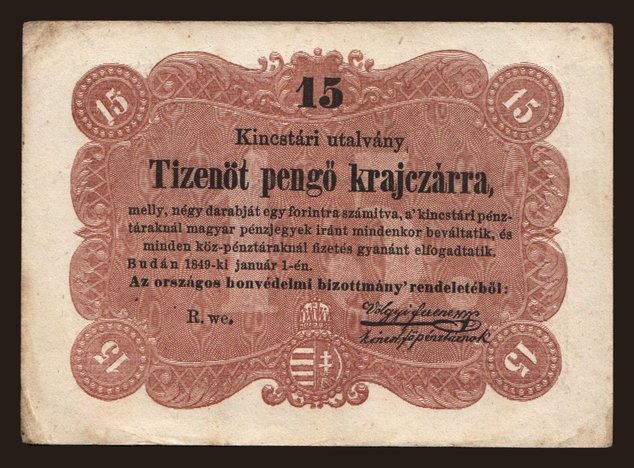 15 15 15
Kincstári utalvány
Tizenöt pengő krajczárra,
melly, négy darabját egy forintra számitva, a' kincstári pénz-
táraknál magyar pénzjegyek iránt mindenkor beváltatik, és
minden köz-pénztáraknál fizetés gyanánt elfogadtatik.
Budán 1849-ki január 1-én.
Az országos honvédelmi bizottmány' rendeletéből:
R. we.
15 15